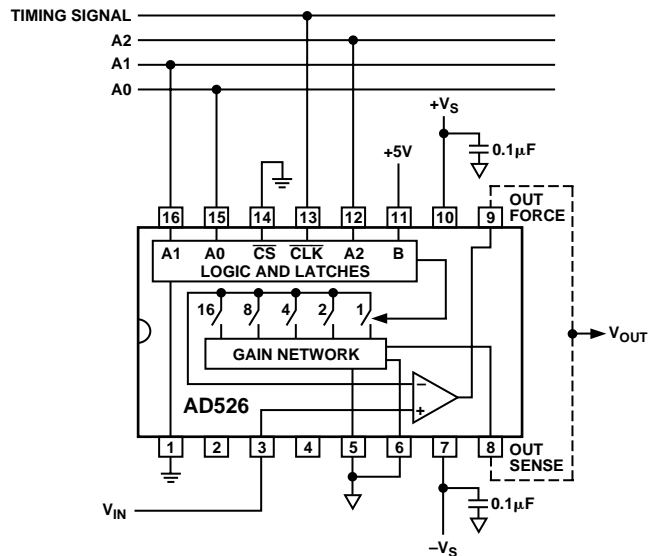 TIMING SIGNAL
A2
A1
A0
+VS
0.1µF
+5V
OUT
FORCE
16 15 14 13 12 11 10 9
A1 A0 CS CLK A2 B
LOGIC AND LATCHES
16 8 4 2 1
GAIN NETWORK
VOUT
–
+
AD526
1 2 3 4 5 6 7 8
OUT
SENSE
VIN
0.1µF
–VS